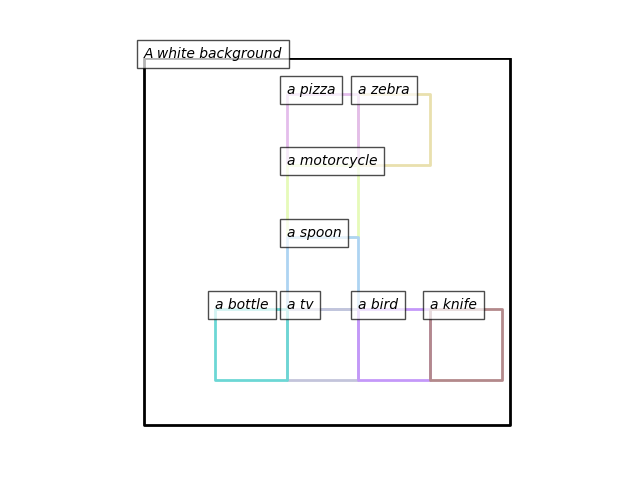 A white background
a pizza
a zebra
a motorcycle
a spoon
a bottle
a tv
a bird
a knife